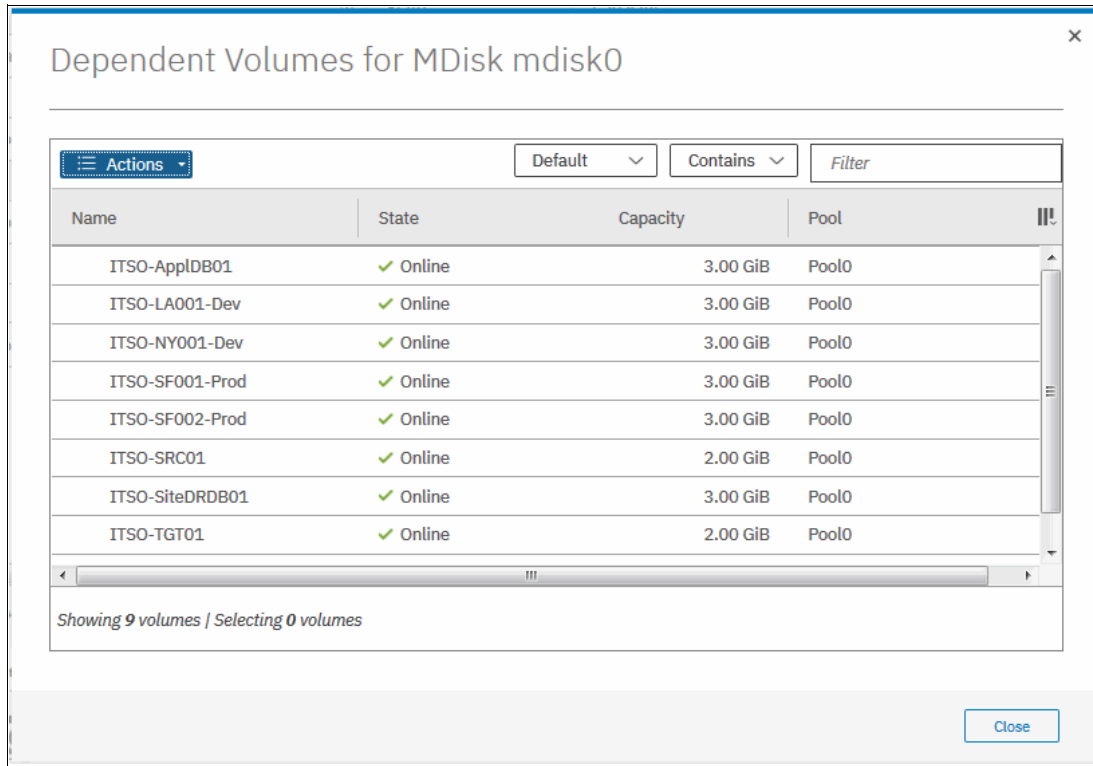 Dependent Volumes for MDisk mdisk0
Actions Default Contains Filter
Name State Capacity Pool
ITSO-ApplDB01 Online 3.00 GiB Pool0
ITSO-LA001-Dev Online 3.00 GiB Pool0
ITSO-NY001-Dev Online 3.00 GiB Pool0
ITSO-SF001-Prod Online 3.00 GiB Pool0
ITSO-SF002-Prod Online 3.00 GiB Pool0
ITSO-SRC01 Online 2.00 GiB Pool0
ITSO-SiteDRDB01 Online 3.00 GiB Pool0
ITSO-TGT01 Online 2.00 GiB Pool0
Showing 9 volumes | Selecting 0 volumes
Close